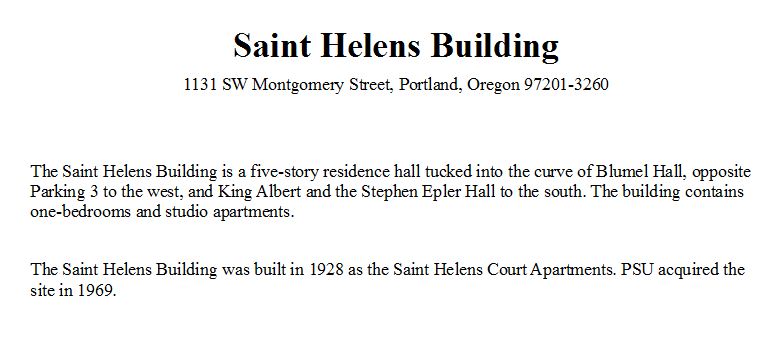 Saint Helens Building
1131 SW Montgomery Street, Portland, Oregon 97201-3260
The Saint Helens Building is a five-story residence hall tucked into the curve of Blumel Hall, opposite
Parking 3 to the west, and King Albert and the Stephen Epler Hall to the south. The building contains
one-bedrooms and studio apartments.
The Saint Helens Building was built in 1928 as the Saint Helens Court Apartments. PSU acquired the
site in 1969.